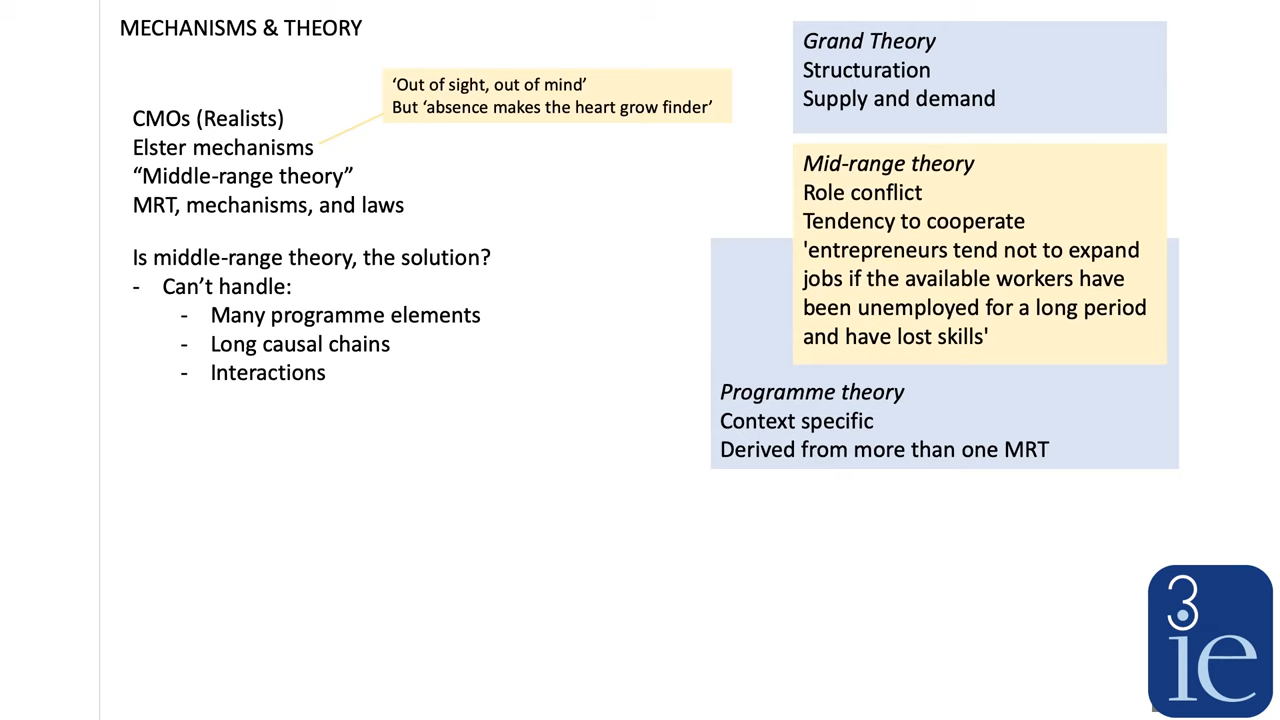 MECHANISMS & THEORY
‘Out of sight, out of mind’
But ‘absence makes the heart grow finder’
CMOs (Realists)
Elster mechanisms
“Middle-range theory”
MRT, mechanisms, and laws
Is middle-range theory, the solution?
- Can’t handle:
- Many programme elements
- Long causal chains
- Interactions
Grand Theory
Structuration
Supply and demand
Mid-range theory
Role conflict
Tendency to cooperate
'entrepreneurs tend not to expand
jobs if the available workers have
been unemployed for a long period
and have lost skills'
Programme theory
Context specific
Derived from more than one MRT
3
ie